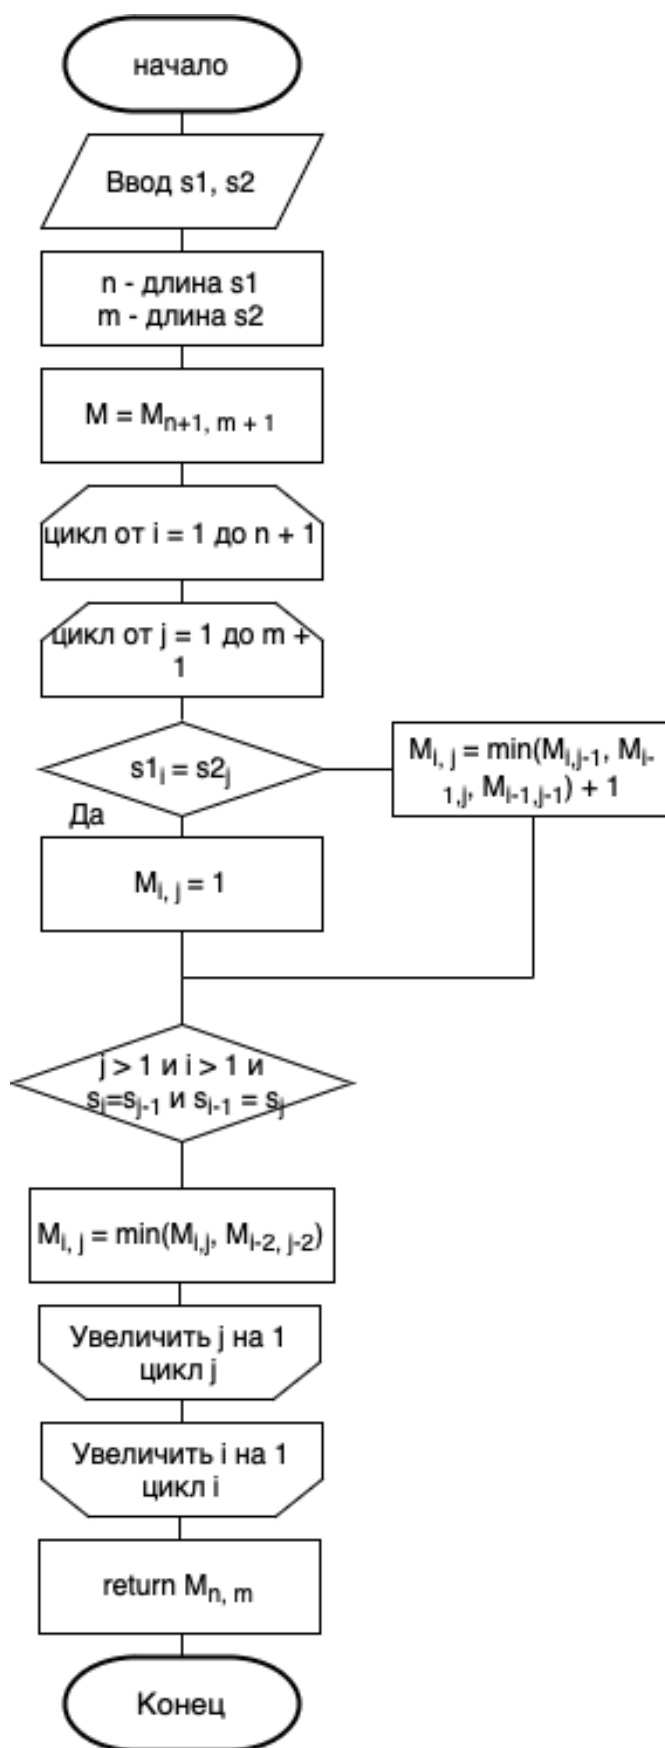 начало
Ввод s1, s2
n - длина s1
m - длина s2
M = Mn+1, m + 1
цикл от i = 1 до n + 1
цикл от j = 1 до m +
1
s1i = s2j
Mi, j = min(Mi,j-1, Mi-
1,j, Mi-1,j-1) + 1
Да
Mi, j = 1
j > 1 и i > 1 и
si=sj-1 и si-1 = sj
Mi, j = min(Mi,j, Mi-2, j-2)
Увеличить j на 1
цикл j
Увеличить i на 1
цикл i
return Mn, m
Конец